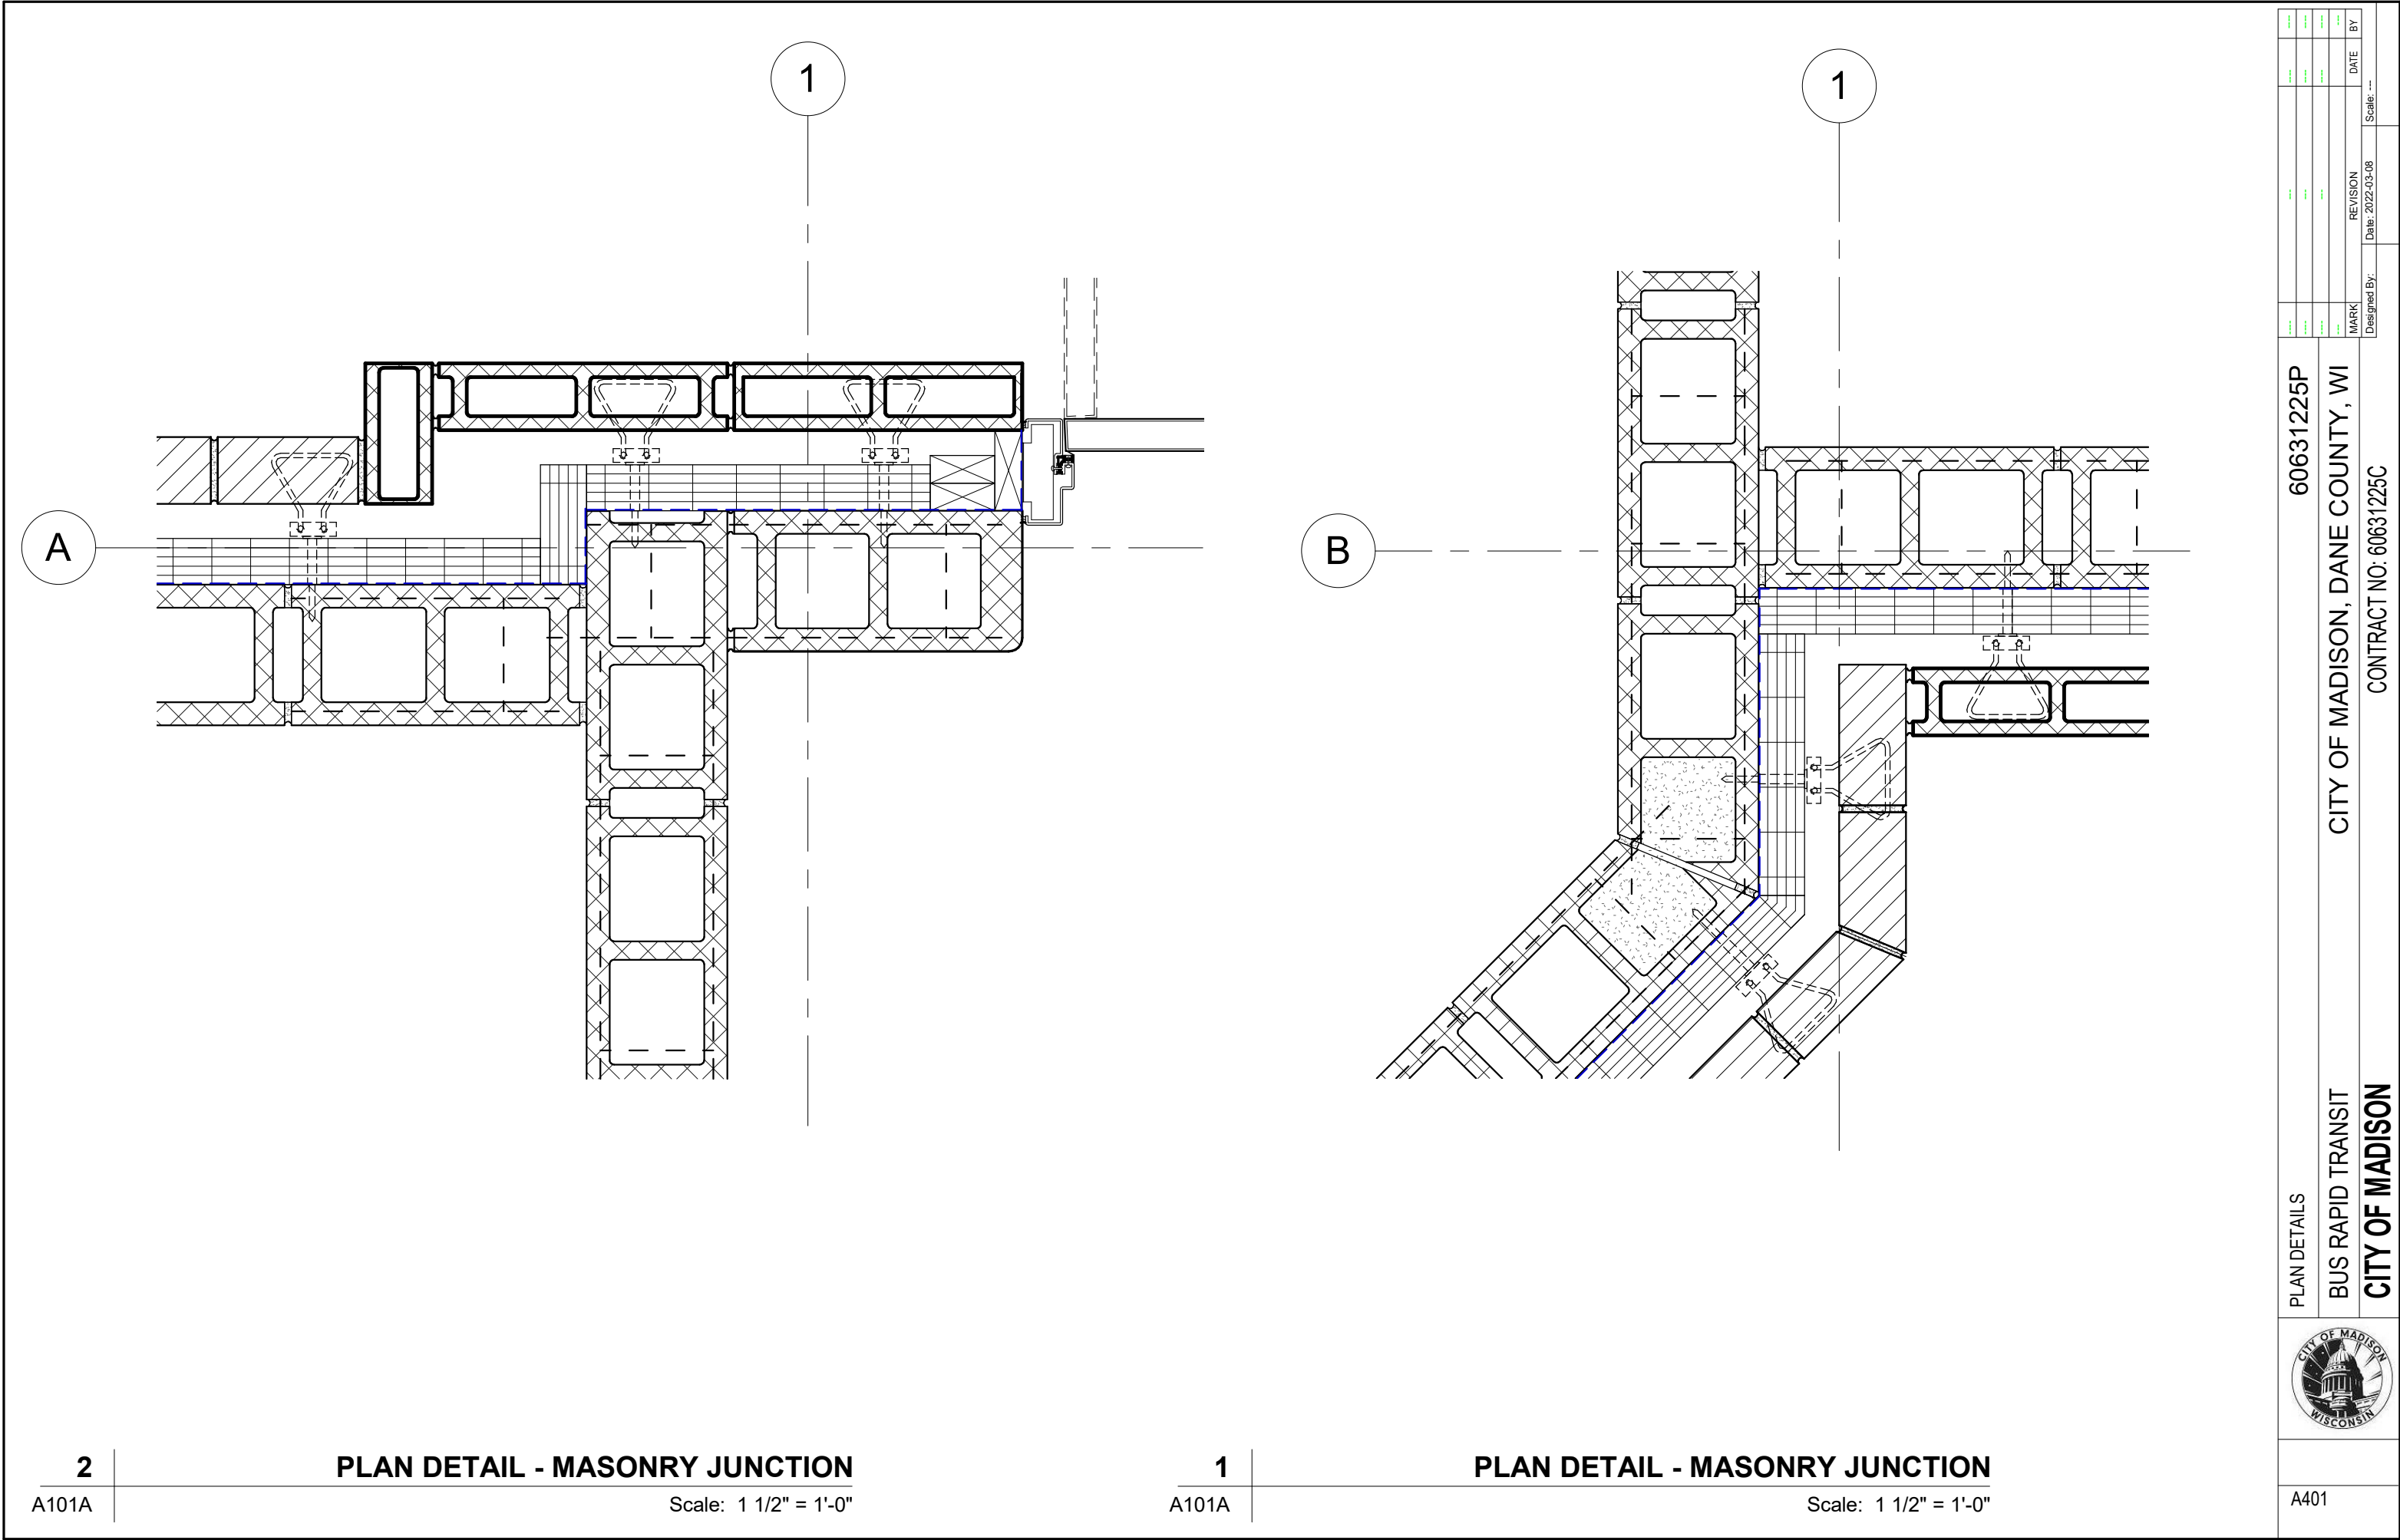 1
A
2
PLAN DETAIL - MASONRY JUNCTION
A101A
Scale: 1 1/2" = 1'-0"
1
B
1
PLAN DETAIL - MASONRY JUNCTION
A101A
Scale: 1 1/2" = 1'-0"
MARK
REVISION
DATE
BY
Designed By:
Date: 2022-03-08
Scale: ---
PLAN DETAILS
60631225P
BUS RAPID TRANSIT
CITY OF MADISON, DANE COUNTY, WI
CITY OF MADISON
CONTRACT NO: 60631225C
CITY OF MADISON
WISCONSIN
A401